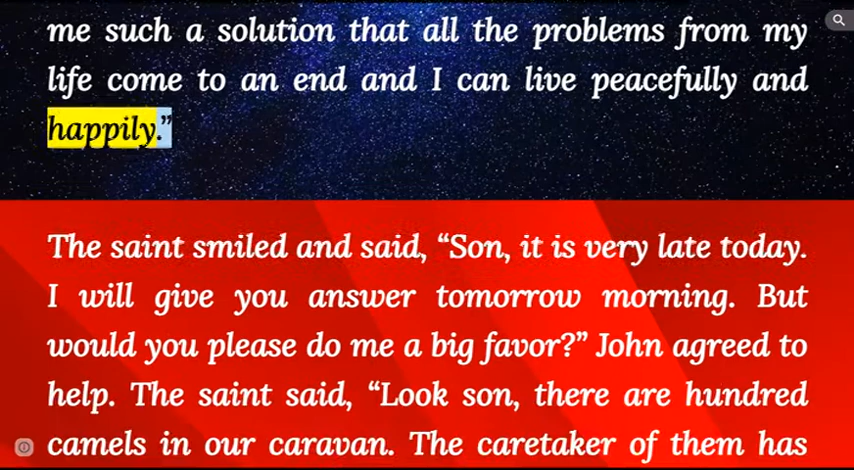 me such a solution that all the problems from my
life come to an end and I can live peacefully and
happily.”
The saint smiled and said, “Son, it is very late today.
I will give you answer tomorrow morning. But
would you please do me a big favor?” John agreed to
help. The saint said, “Look son, there are hundred
camels in our caravan. The caretaker of them has